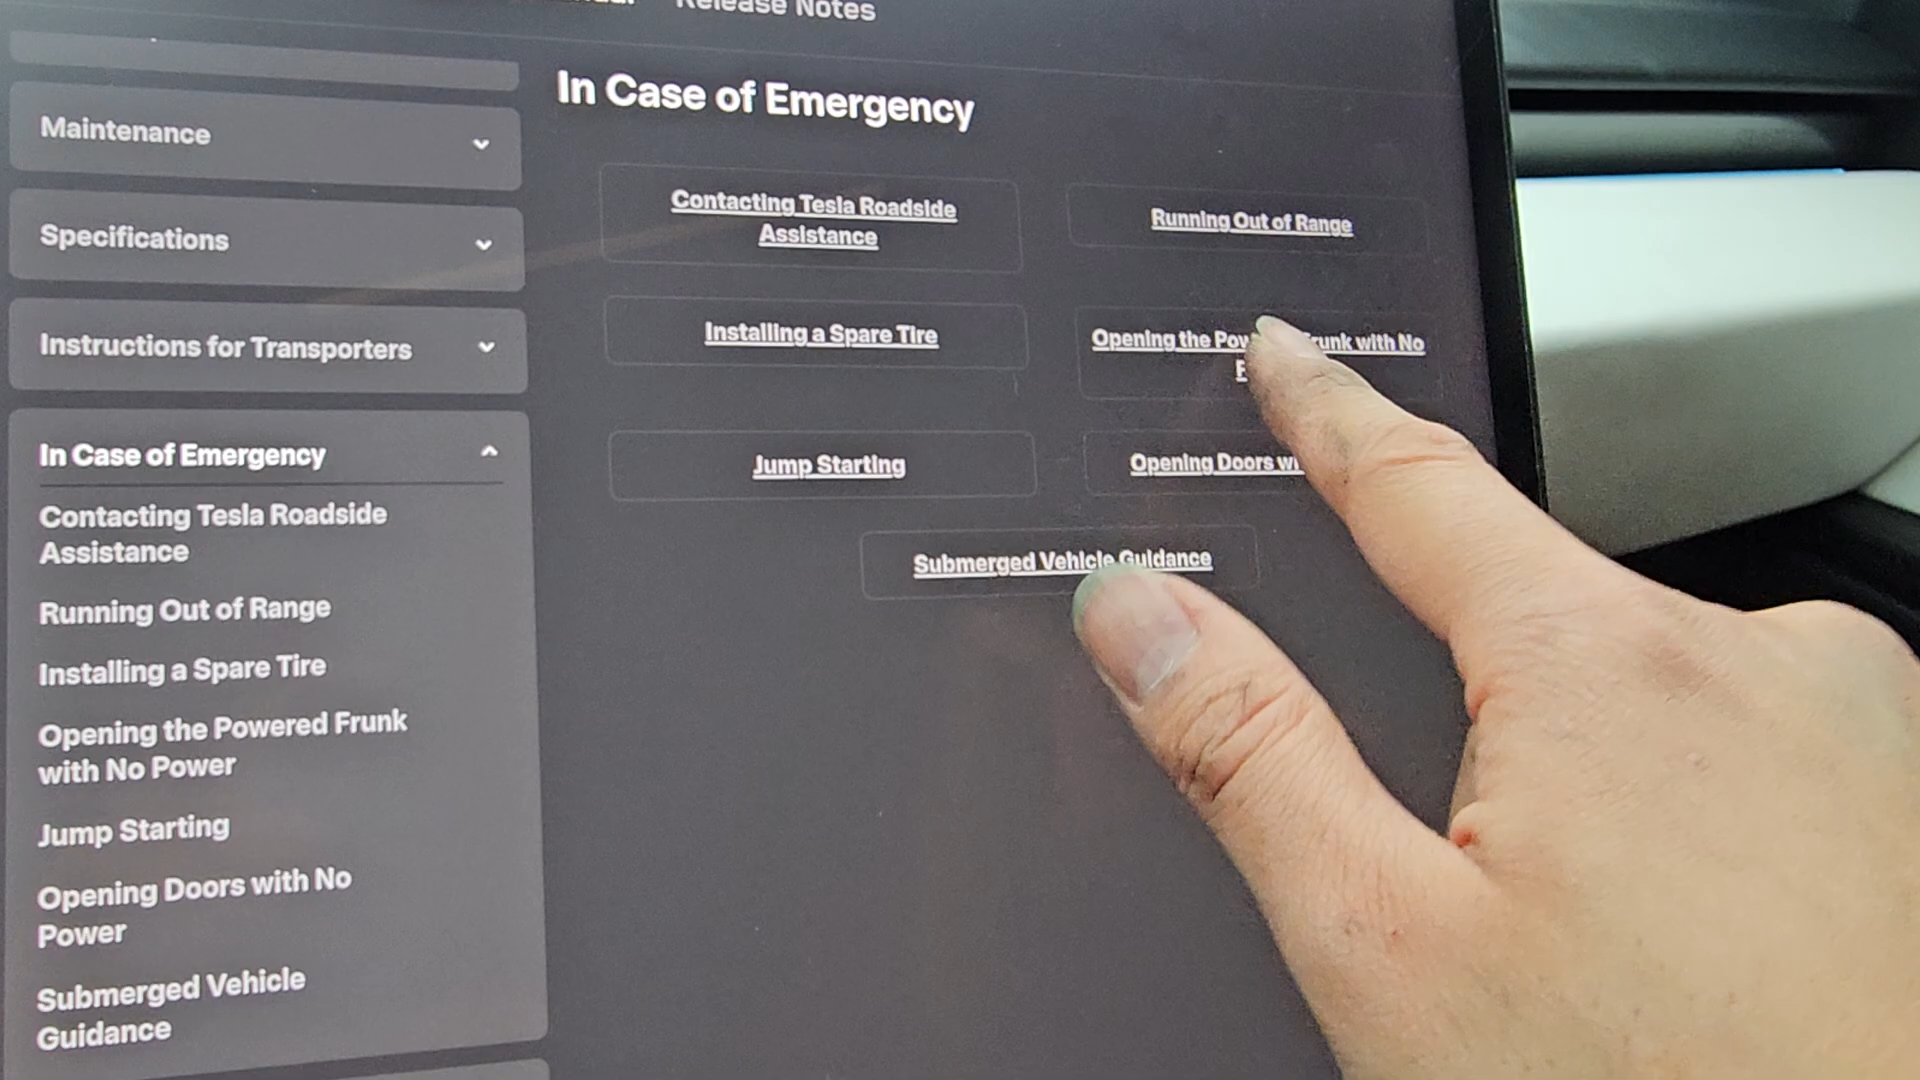 Release Notes
Maintenance
Specifications
Instructions for Transporters
In Case of Emergency
Contacting Tesla Roadside
Assistance
Running Out of Range
Installing a Spare Tire
Opening the Powered Frunk
with No Power
Jump Starting
Opening Doors with No
Power
Submerged Vehicle
Guidance
In Case of Emergency
Contacting Tesla Roadside
Assistance
Running Out of Range
Installing a Spare Tire
Opening the Frunk with No
Jump Starting
Opening Doors
Submerged Vehicle Guidance